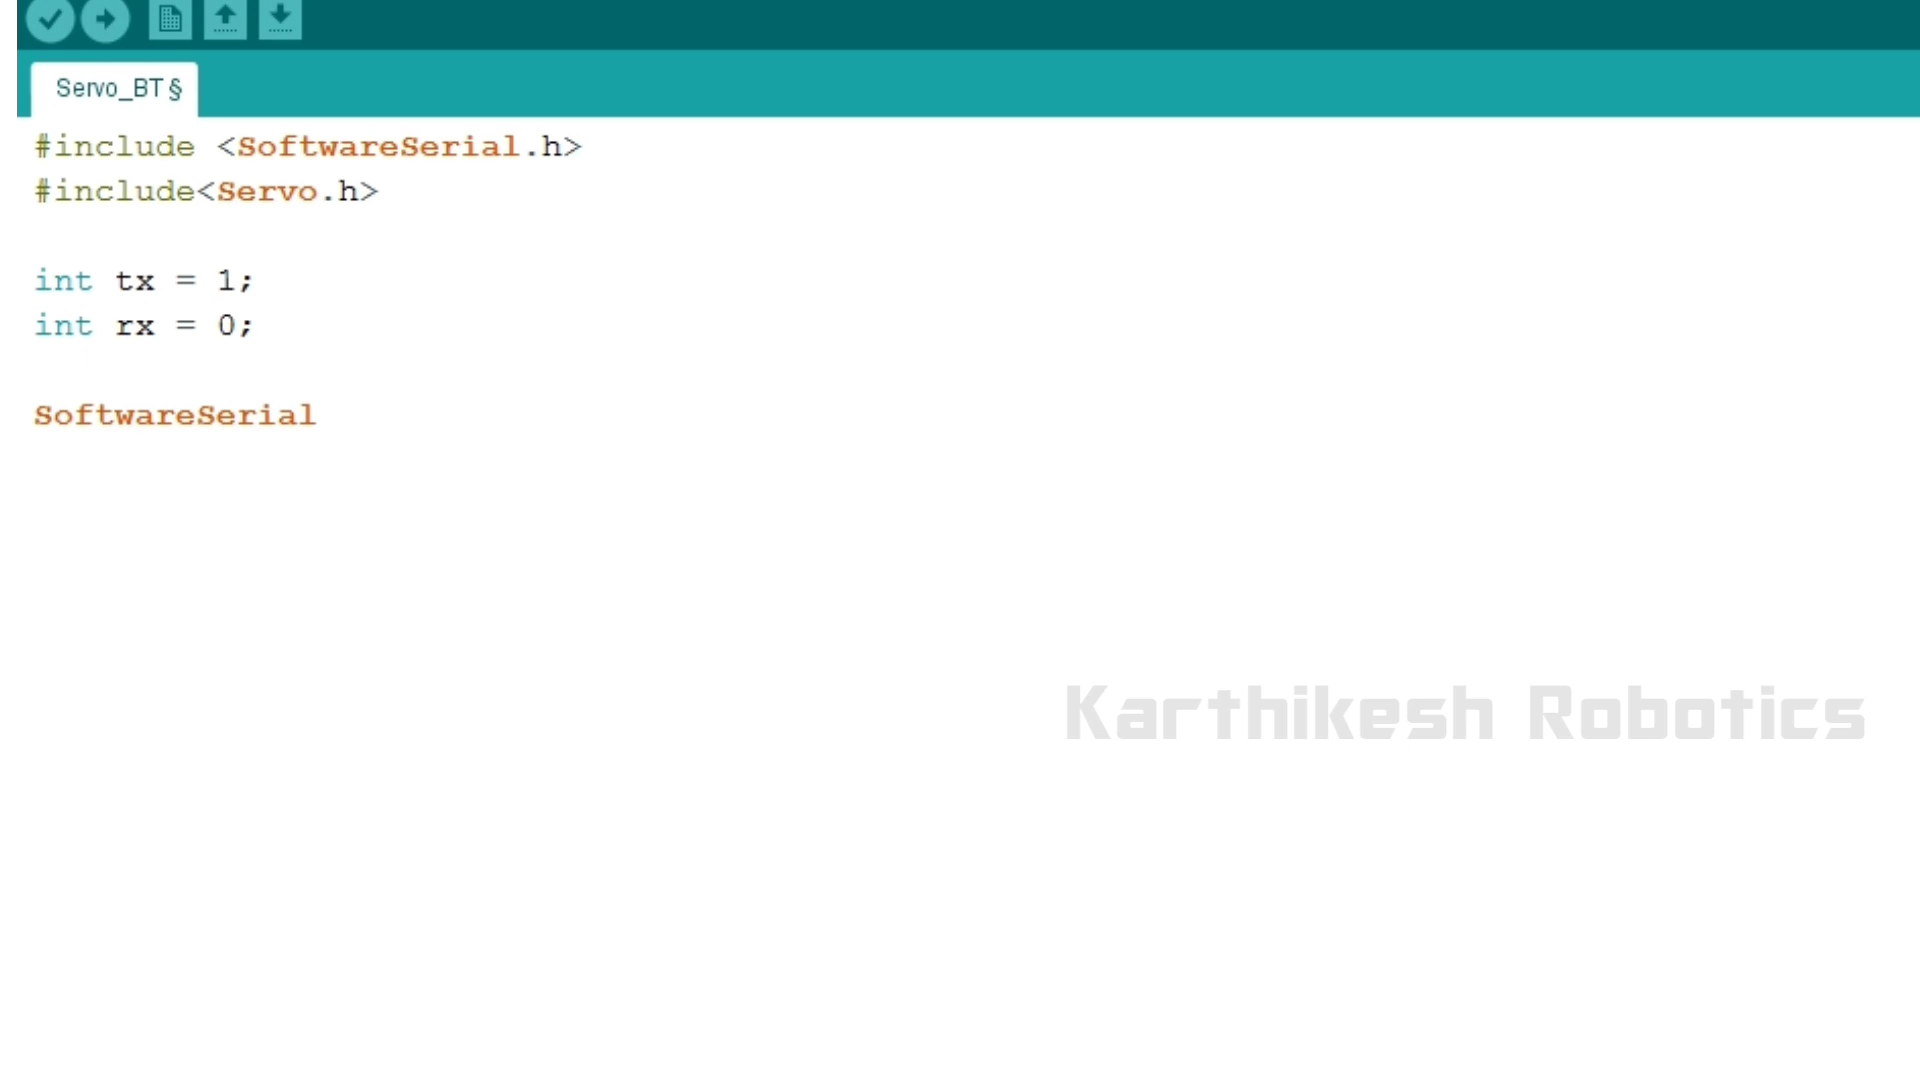 Servo_BT§
#include <SoftwareSerial.h>
#include<Servo.h>
int tx = 1;
int rx = 0;
SoftwareSerial
Karthikesh Robotics